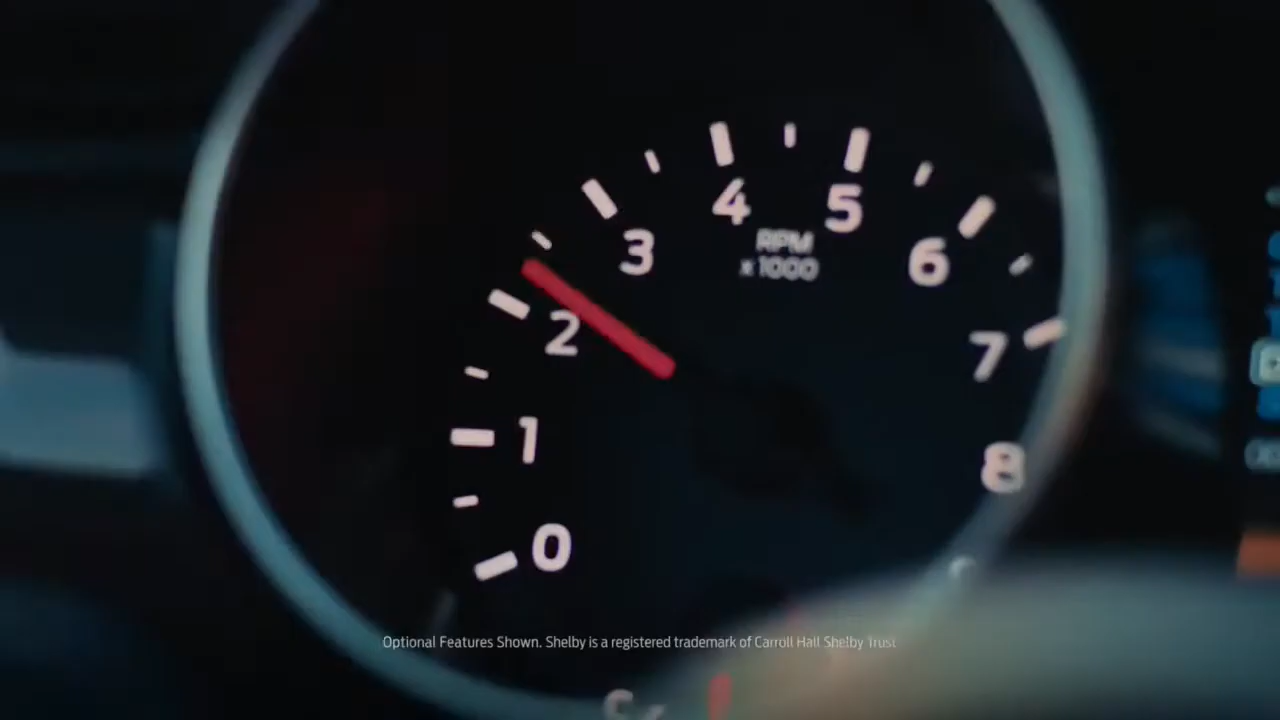 4
5
3
RPM
x 1000
6
2
7
1
8
0
Optional Features Shown. Shelby is a registered trademark of Carroll Hall Shelby Trust
C